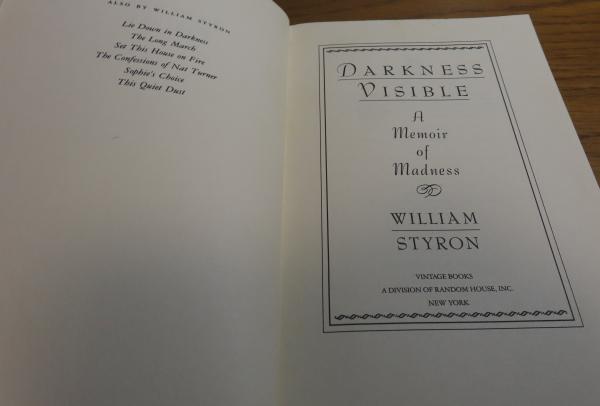 ALSO BY WILLIAM STYRON
Lie Down in Darkness
The Long March
Set This House on Fire
The Confessions of Nat Turner
Sophie's Choice
This Quiet Dust
DARKNESS
VISIBLE
A
Memoir
of
Madness
WILLIAM
STYRON
VINTAGE BOOKS
A DIVISION OF RANDOM HOUSE, INC.
NEW YORK